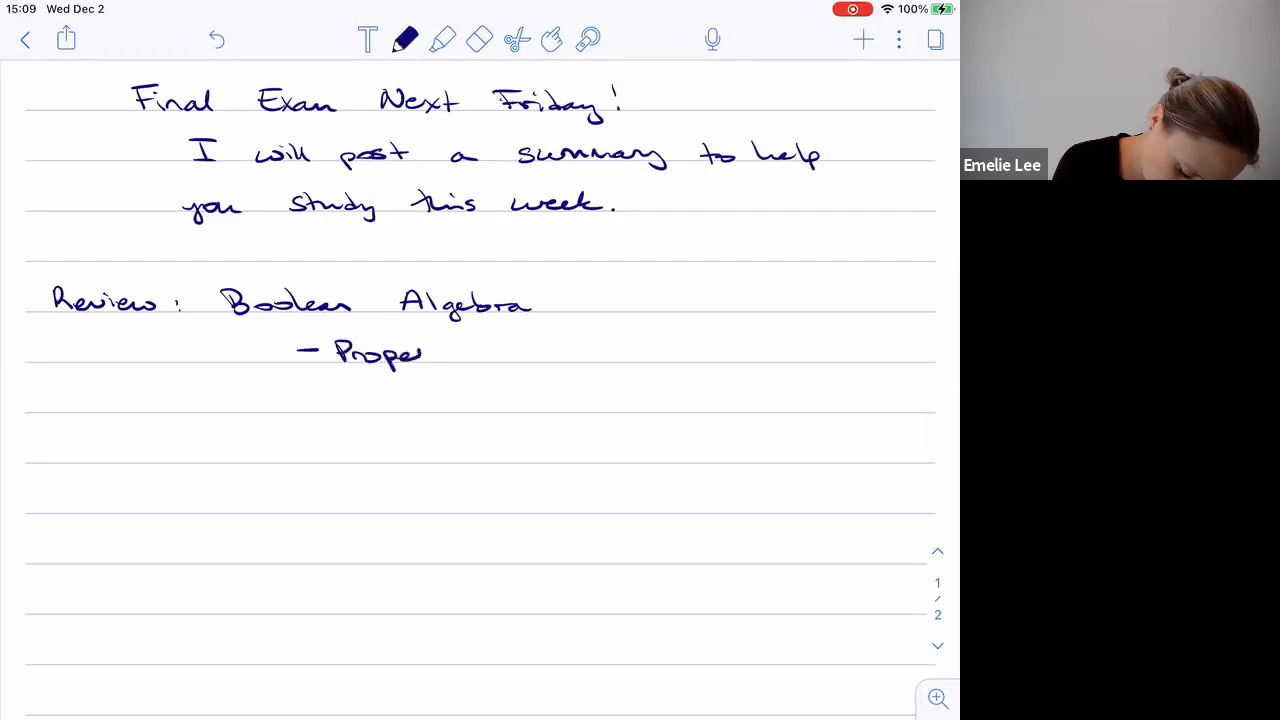 15:09 Wed Dec 2
100%
Final Exam Next Friday!
I will post a summary to help
you study this week.
Review: Boolean Algebra
- Proper
Emelie Lee
1
/
2